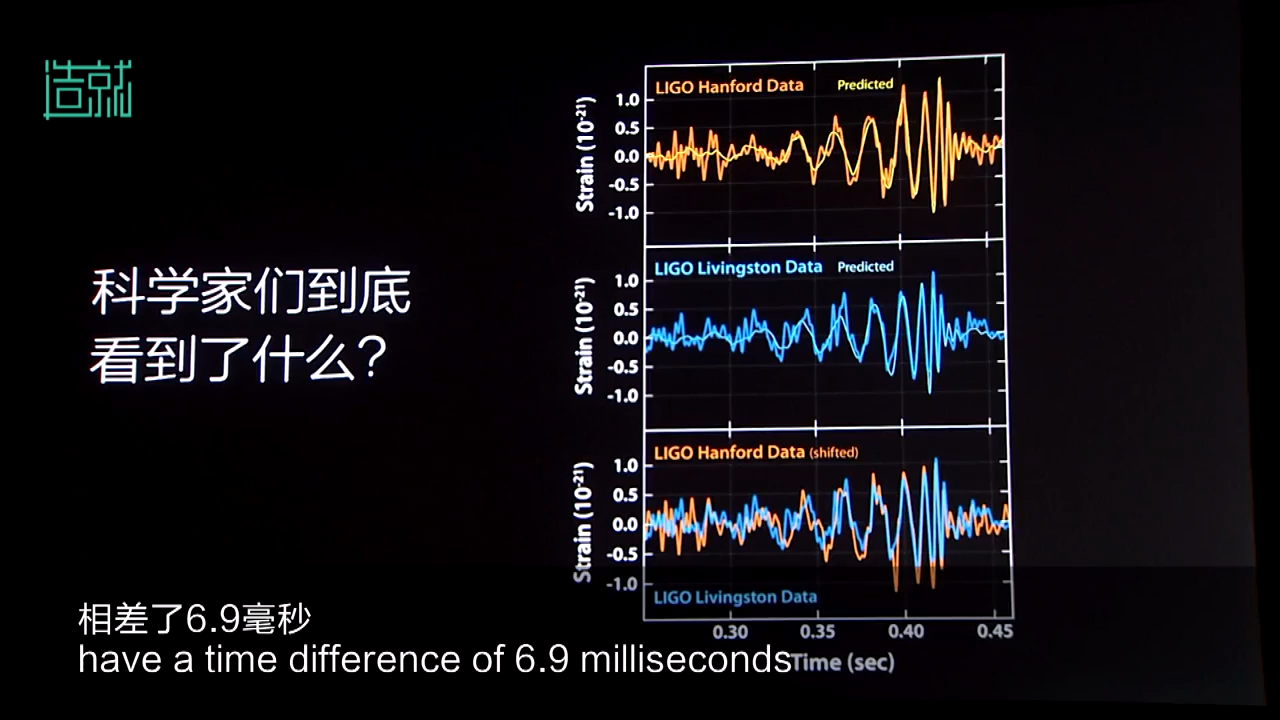 造就
科学家们到底
看到了什么?
LIGO Hanford Data
Predicted
Strain (10⁻²¹)
1.0
0.5
0.0
-0.5
-1.0
LIGO Livingston Data
Predicted
Strain (10⁻²¹)
1.0
0.5
0.0
-0.5
-1.0
LIGO Hanford Data (shifted)
Strain (10⁻²¹)
1.0
0.5
0.0
-0.5
-1.0
LIGO Livingston Data
0.30 0.35 0.40 0.45
Time (sec)
相差了6.9毫秒
have a time difference of 6.9 milliseconds